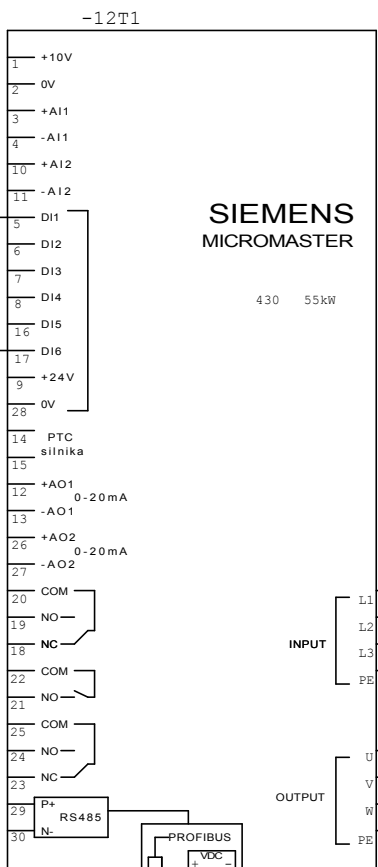 -12T1
1 +10V
2 0V
3 +AI1
4 -AI1
10 +AI2
11 -AI2
SIEMENS
MICROMASTER
5 DI1
6 DI2
7 DI3
430 55kW
8 DI4
16 DI5
17 DI6
9 +24V
28 0V
14 PTC
silnika
15
12 +AO1
0-20mA
13 -AO1
26 +AO2
0-20mA
27 -AO2
20 COM
19 NO
18 NC
22 COM
21 NO
25 COM
24 NO
23 NC
29 P+
RS485
30 N-
INPUT
L1
L2
L3
PE
OUTPUT
U
V
W
PE
PROFIBUS
VDC
+ -